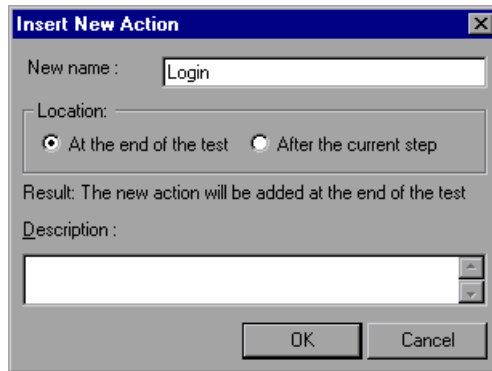 Insert New Action
New name : Login
Location:
At the end of the test After the current step
Result: The new action will be added at the end of the test
Description :
OK Cancel